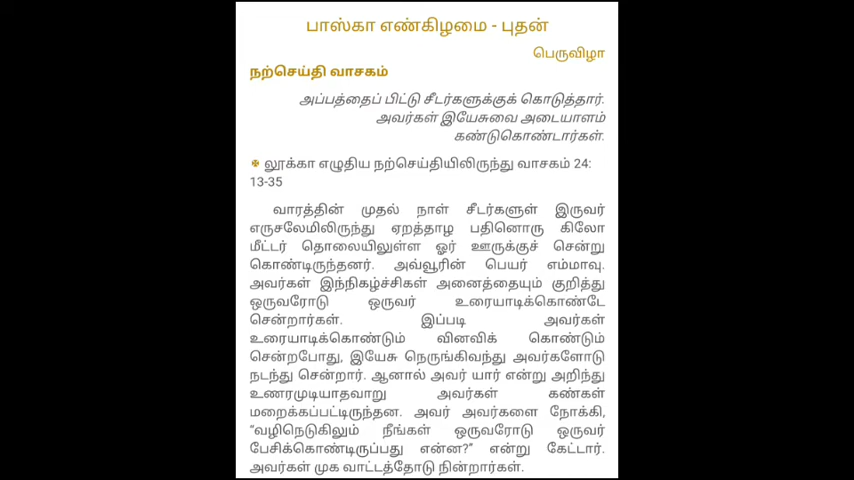 பாஸ்கா எண்கிழமை - புதன்
பெருவிழா
நற்செய்தி வாசகம்
அப்பத்தைப் பிட்டு சீடர்களுக்குக் கொடுத்தார்.
அவர்கள் இயேசுவை அடையாளம்
கண்டுகொண்டார்கள்.
✠ லூக்கா எழுதிய நற்செய்தியிலிருந்து வாசகம் 24:
13-35
வாரத்தின் முதல் நாள் சீடர்களுள் இருவர்
எருசலேமிலிருந்து ஏறத்தாழ பதினொரு கிலோ
மீட்டர் தொலையிலுள்ள ஓர் ஊருக்குச் சென்று
கொண்டிருந்தனர். அவ்வூரின் பெயர் எம்மாவு.
அவர்கள் இந்நிகழ்ச்சிகள் அனைத்தையும் குறித்து
ஒருவரோடு ஒருவர் உரையாடிக்கொண்டே
சென்றார்கள். இப்படி அவர்கள்
உரையாடிக்கொண்டும் வினவிக் கொண்டும்
சென்றபோது, இயேசு நெருங்கிவந்து அவர்களோடு
நடந்து சென்றார். ஆனால் அவர் யார் என்று அறிந்து
உணரமுடியாதவாறு அவர்கள் கண்கள்
மறைக்கப்பட்டிருந்தன. அவர் அவர்களை நோக்கி,
"வழிநெடுகிலும் நீங்கள் ஒருவரோடு ஒருவர்
பேசிக்கொண்டிருப்பது என்ன?" என்று கேட்டார்.
அவர்கள் முக வாட்டத்தோடு நின்றார்கள்.